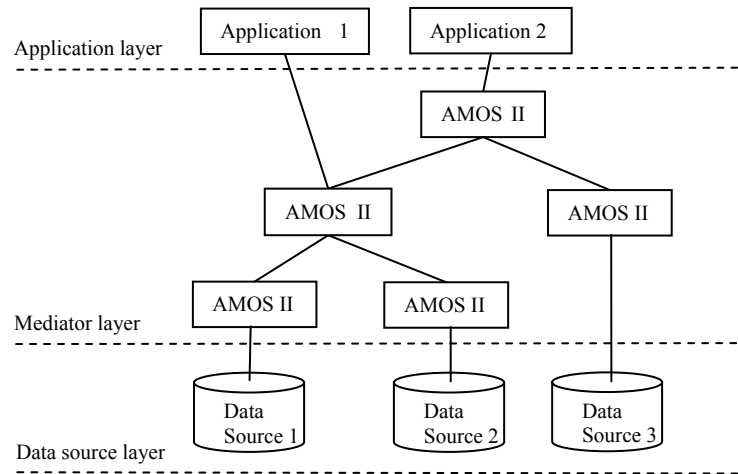 Application 1
Application 2
Application layer
AMOS II
AMOS II
AMOS II
AMOS II
AMOS II
Mediator layer
Data
Source 1
Data
Source 2
Data
Source 3
Data source layer